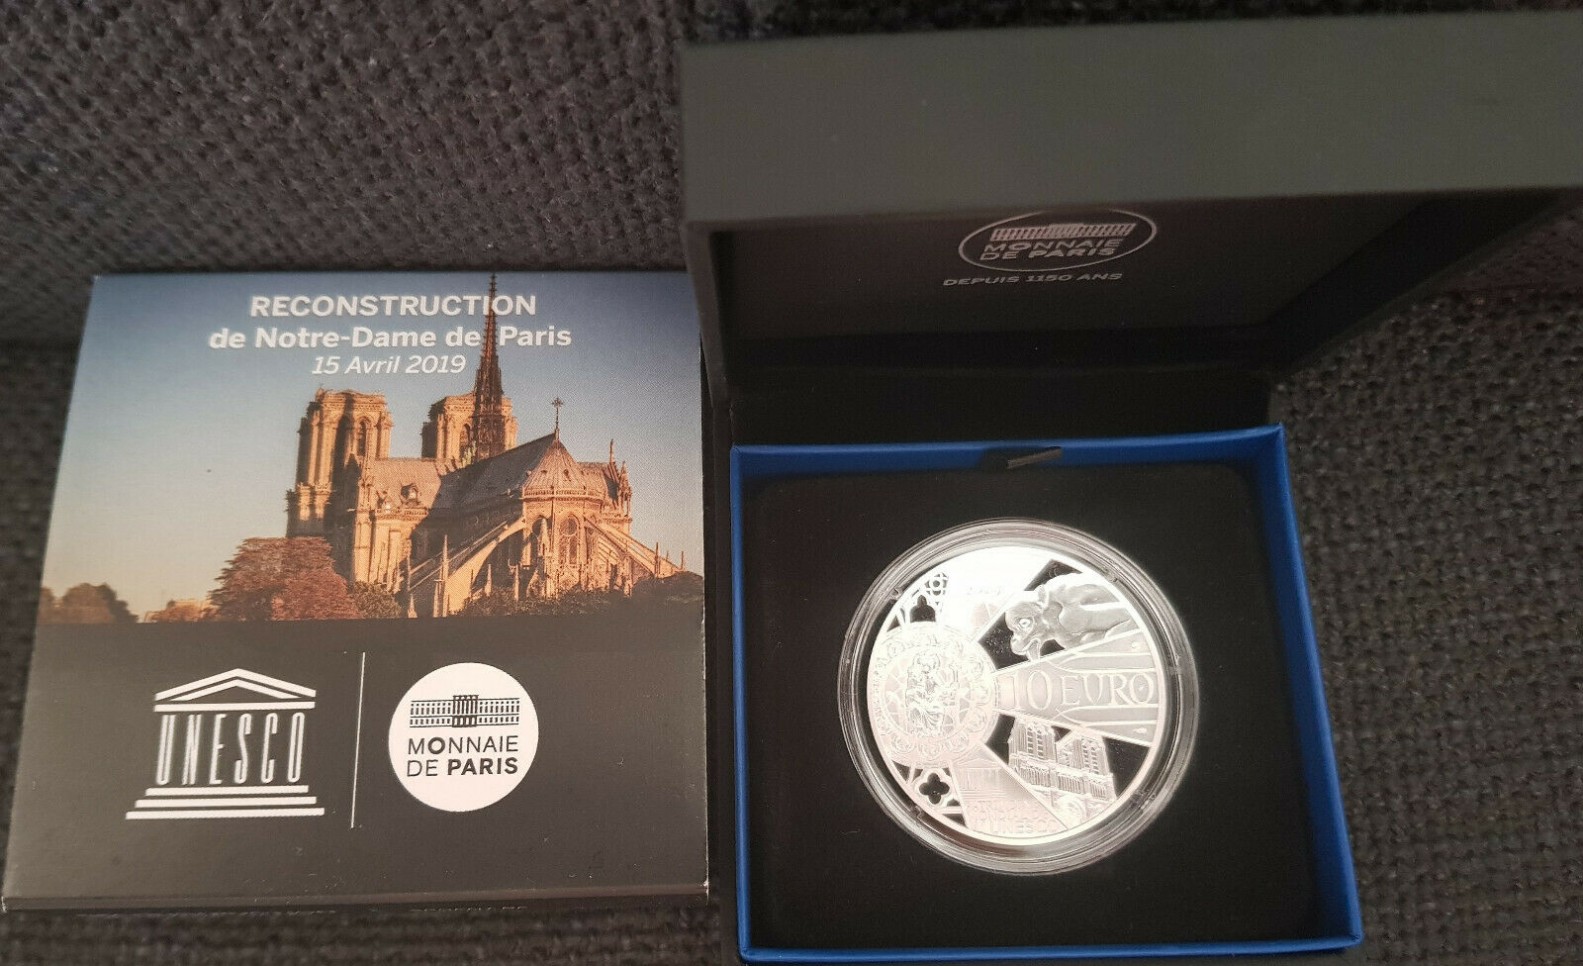 RECONSTRUCTION
de Notre-Dame de Paris
15 Avril 2019
UNESCO
MONNAIE
DE PARIS
MONNAIE
DE PARIS
DEPUIS 1150 ANS
10 EURO
UNESCO